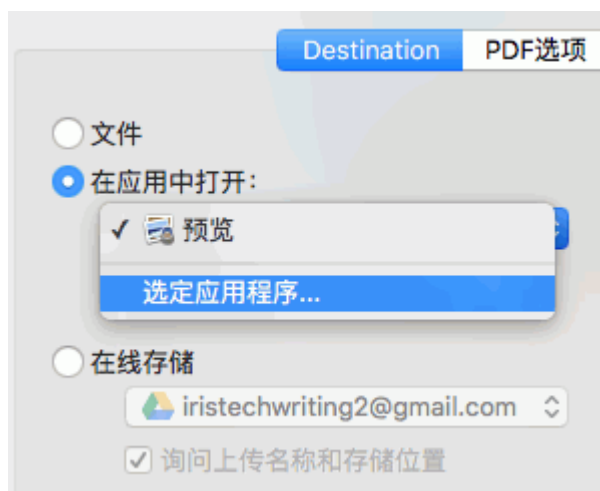 Destination PDF选项
文件
在应用中打开：
预览
选定应用程序...
在线存储
iristechwriting2@gmail.com
询问上传名称和存储位置